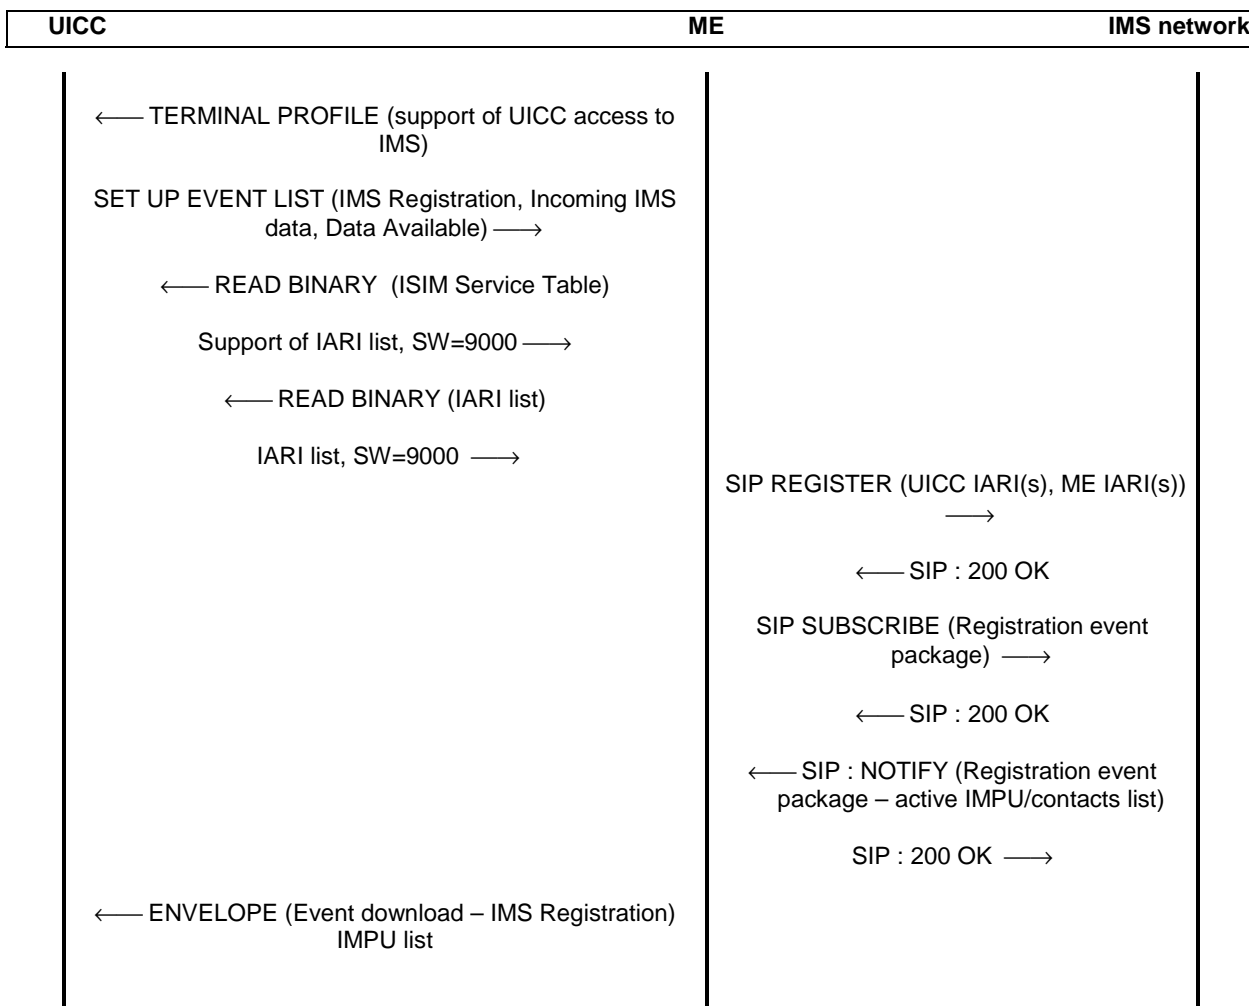 UICC ME IMS network
← TERMINAL PROFILE (support of UICC access to
IMS)
SET UP EVENT LIST (IMS Registration, Incoming IMS
data, Data Available) →
← READ BINARY (ISIM Service Table)
Support of IARI list, SW=9000 →
← READ BINARY (IARI list)
IARI list, SW=9000 →
SIP REGISTER (UICC IARI(s), ME IARI(s))
→
← SIP : 200 OK
SIP SUBSCRIBE (Registration event
package) →
← SIP : 200 OK
← SIP : NOTIFY (Registration event
package – active IMPU/contacts list)
SIP : 200 OK →
← ENVELOPE (Event download – IMS Registration)
IMPU list